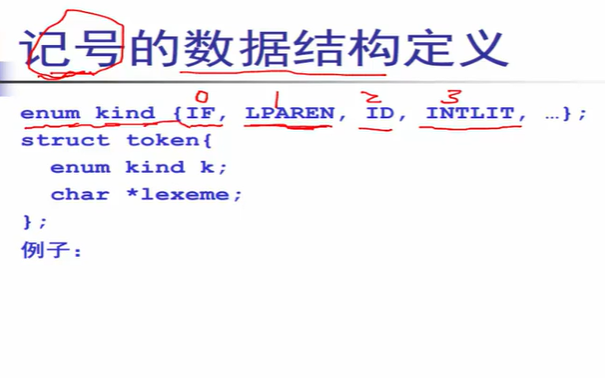 记号的数据结构定义
0 1 2 3
enum kind {IF, LPAREN, ID, INTLIT, …};
struct token{
enum kind k;
char *lexeme;
};
例子：